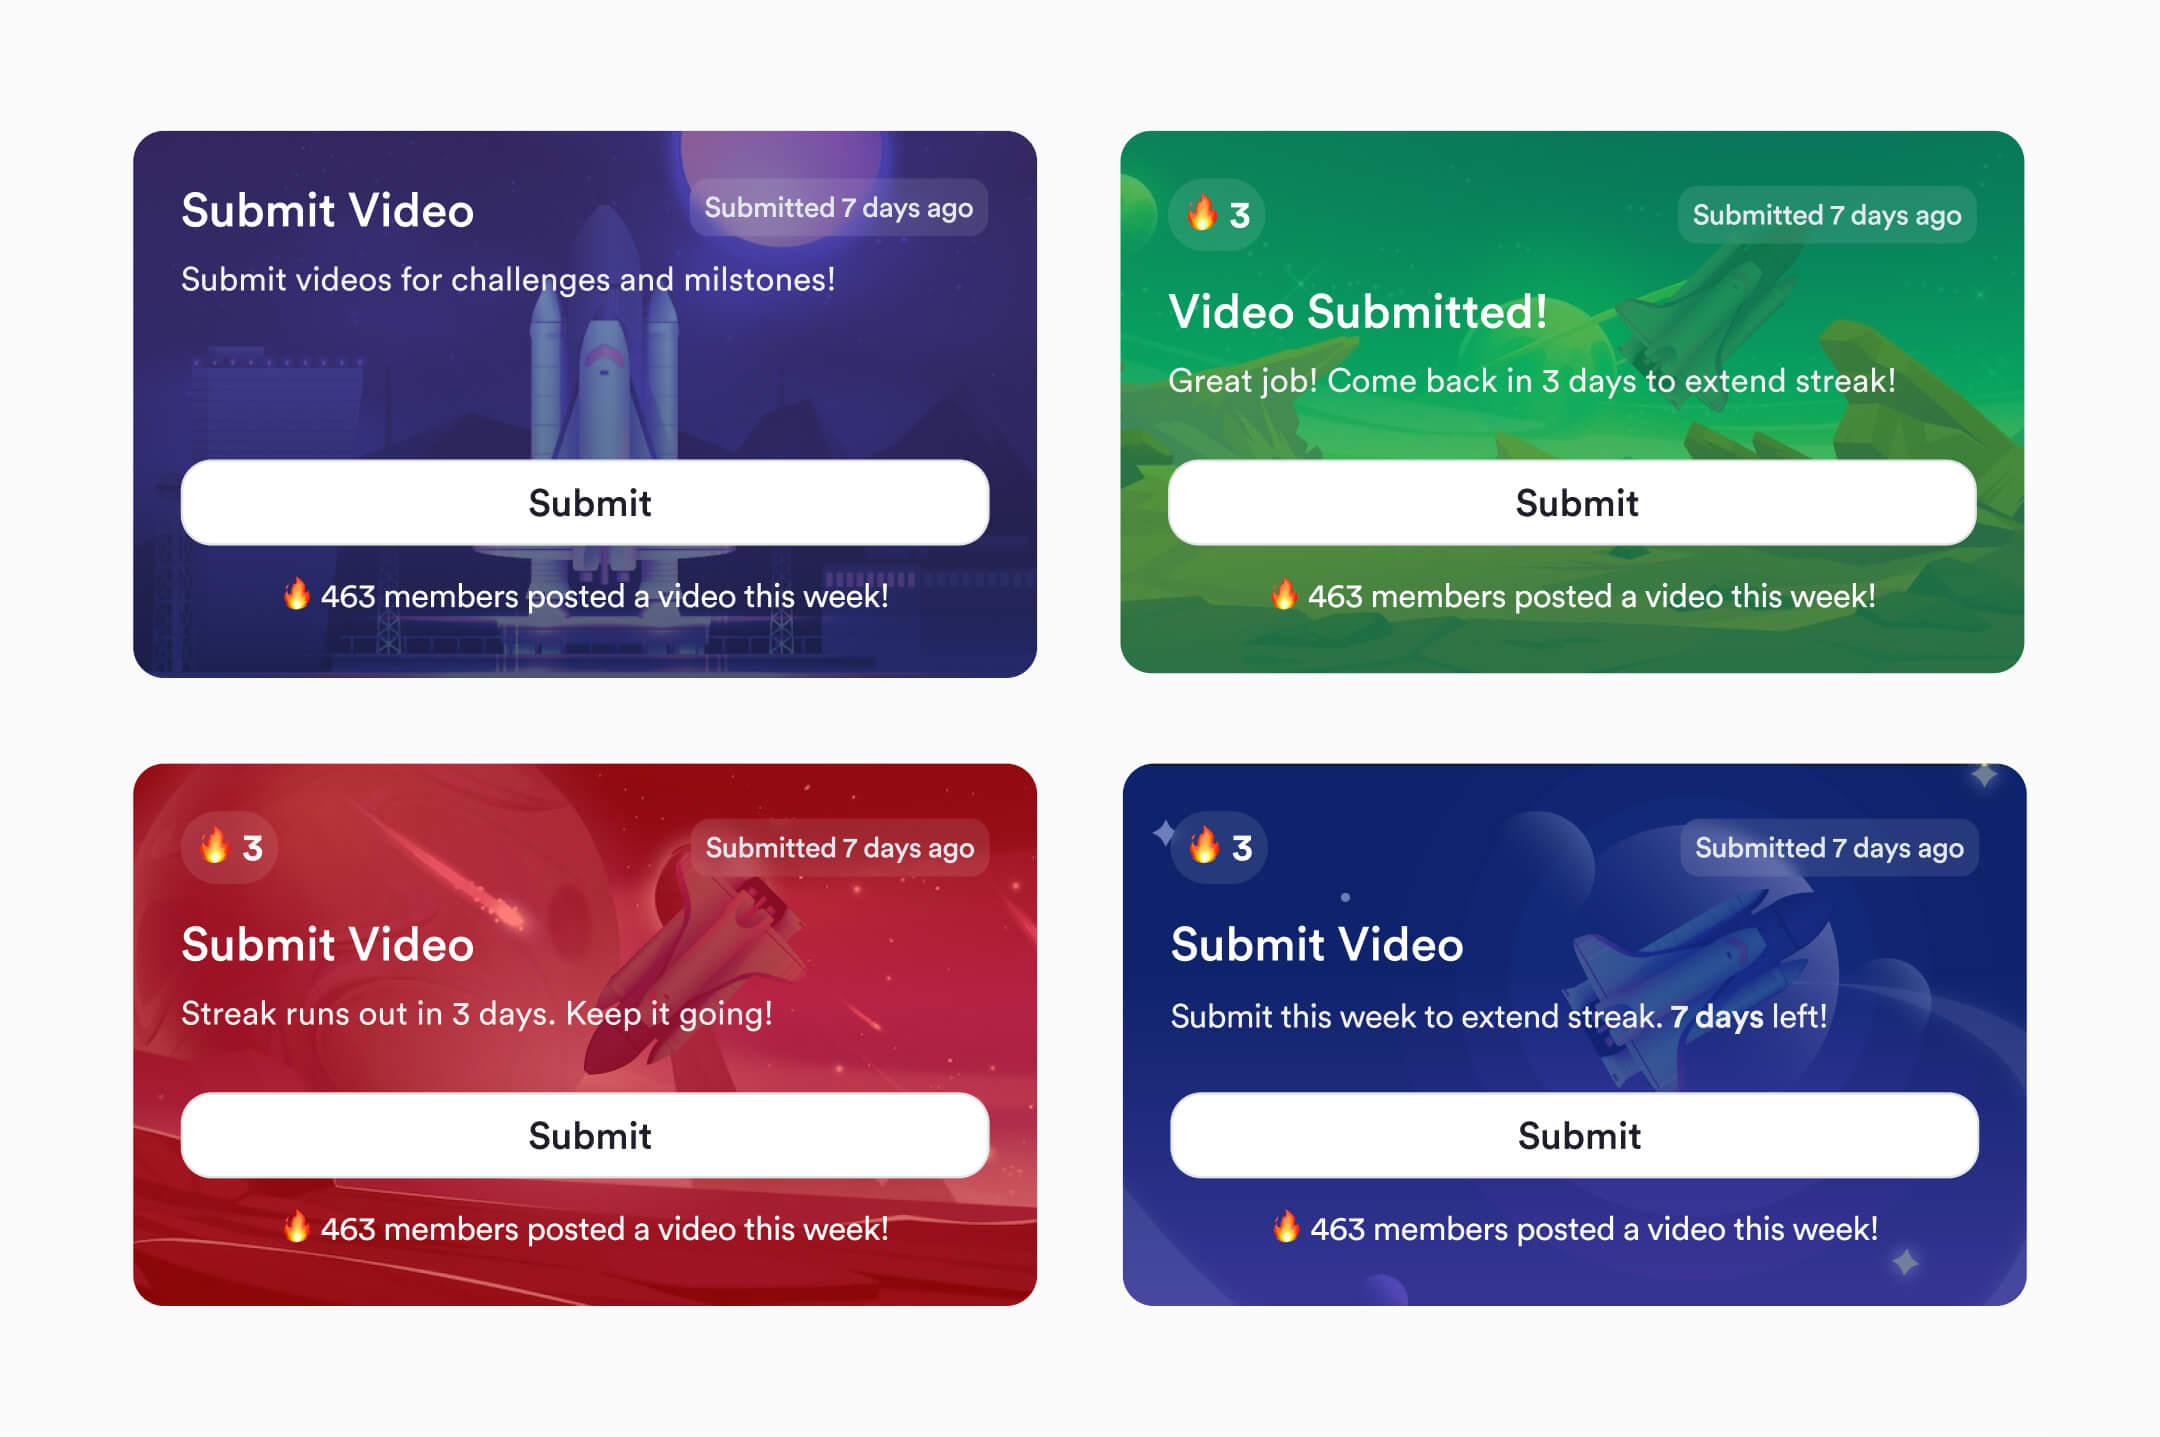 Submit Video
Submitted 7 days ago
Submit videos for challenges and milstones!
Submit
🔥 463 members posted a video this week!
🔥 3
Submitted 7 days ago
Video Submitted!
Great job! Come back in 3 days to extend streak!
Submit
🔥 463 members posted a video this week!
🔥 3
Submitted 7 days ago
Submit Video
Streak runs out in 3 days. Keep it going!
Submit
🔥 463 members posted a video this week!
🔥 3
Submitted 7 days ago
Submit Video
Submit this week to extend streak. 7 days left!
Submit
🔥 463 members posted a video this week!